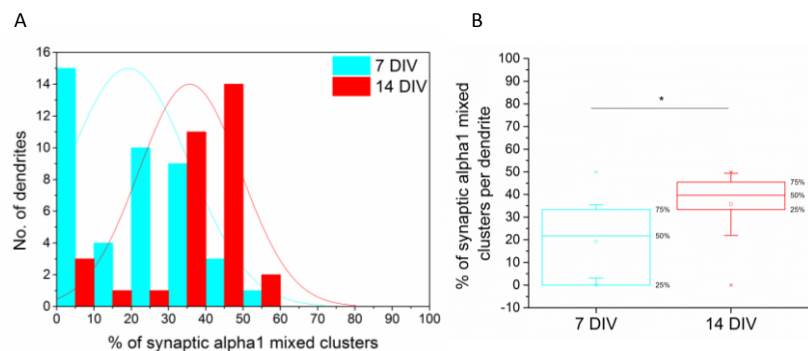 A
B
16
14
12
10
8
6
4
2
0
No. of dendrites
7 DIV
14 DIV
0 10 20 30 40 50 60 70 80 90 100
% of synaptic alpha1 mixed clusters
100
90
80
70
60
50
40
30
20
10
0
-10
% of synaptic alpha1 mixed
clusters per dendrite
*
75%
50%
25%
75%
50%
25%
7 DIV
14 DIV